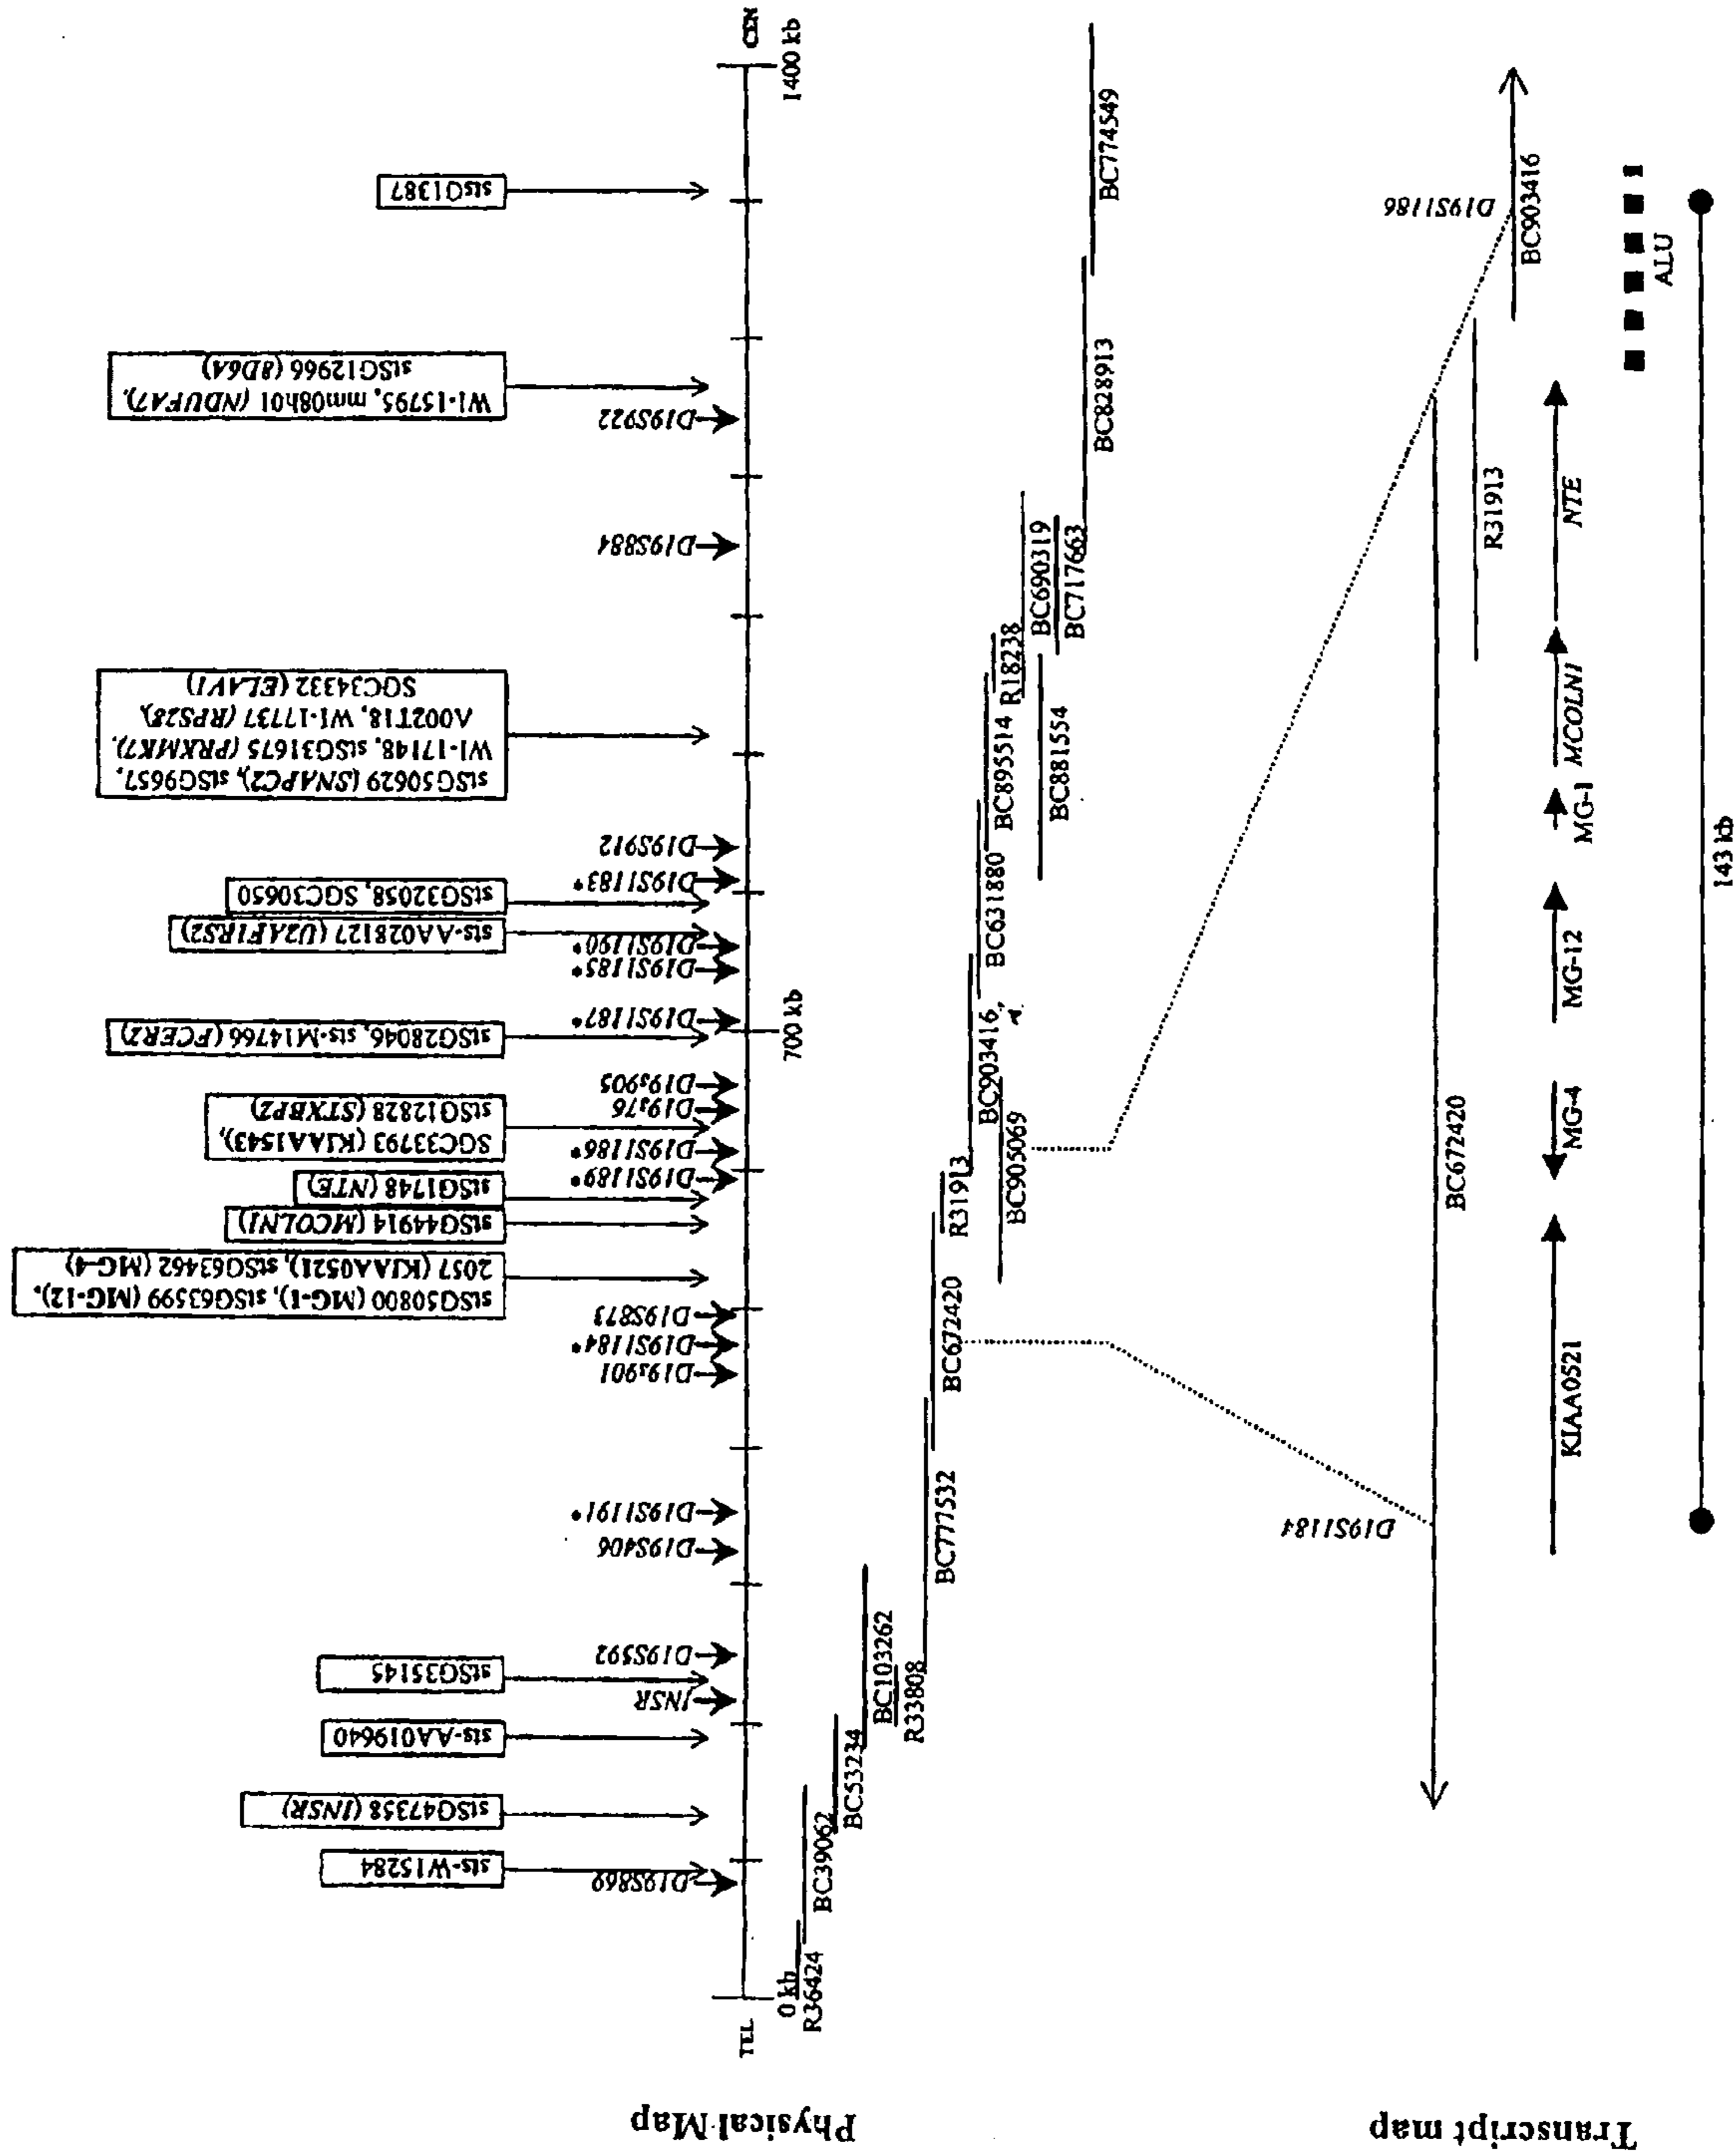 Physical Map
TEL
CEN
0 kb
700 kb
1400 kb
sts-W15284
stSG47358 (INSR)
sts-AA019640
stSG35145
stSG50800 (MG-1), stSG63599 (MG-12),
2057 (KIAA0521), stSG63462 (MG-4)
stSG44914 (MCOLN1)
stSG1748 (NTE)
SGC33793 (KIAA1543),
stSG12828 (STXBP2)
stSG28046, sts-M14766 (FCER2)
sts-AA028127 (U2AF1RS2)
stSG32058, SGC30650
stSG50629 (SNAPC2), stSG9657,
WI-17148, stSG31675 (PRKMK7),
A002T18, WI-17737 (RPS28),
SGC34332 (ELAV1)
WI-15795, mm08h01 (NDUFA7),
stSG12966 (8D6A)
stsG1387
D19S869
INSR
D19S592
D19S406
D19S1191*
D19s901
D19S1184*
D19S873
D19S1189*
D19S1186*
D19s76
D19s905
D19S1187*
D19S1185*
D19S1190*
D19S1183*
D19S912
D19S884
D19S922
R36424
BC39062
BC53234
BC103262
R33808
BC777532
BC672420
R31913
BC905069
BC903416
BC631880
BC895514
BC881554
R18238
BC690319
BC717663
BC828913
BC774549
Transcript map
D19S1184
D19S1186
BC672420
R31913
BC903416
KIAA0521
MG-4
MG-12
MG-1
MCOLN1
NTE
ALU
143 kb